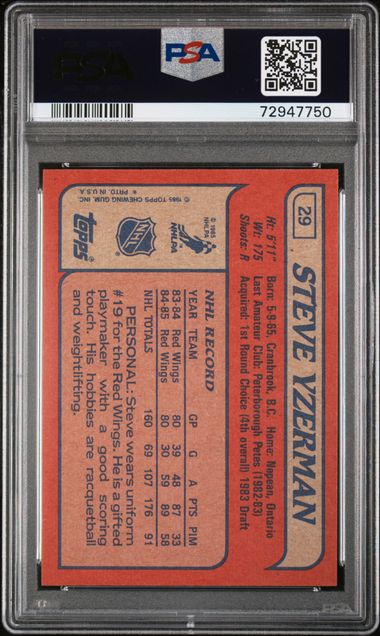 PSA
PSA
72947750
29
STEVE YZERMAN
Ht: 5'11" Born: 5-9-65, Cranbrook, B.C. Home: Nepean, Ontario
Wt: 175 Last Amateur Club: Peterborough Petes (1982-83)
Shoots: R Acquired: 1st Round Choice (4th overall) 1983 Draft
NHL RECORD
YEAR TEAM GP G A PTS PIM
83-84 Red Wings 80 39 48 87 33
84-85 Red Wings 80 30 59 89 58
NHL TOTALS 160 69 107 176 91
PERSONAL: Steve wears uniform
#19 for the Red Wings. He is a gifted
playmaker with a good scoring
touch. His hobbies are racquetball
and weightlifting.
© 1985
NHLPA
NHLPA
NHL
topps
© 1985 TOPPS CHEWING GUM, INC.
* PRTD. IN U.S.A.
PSA